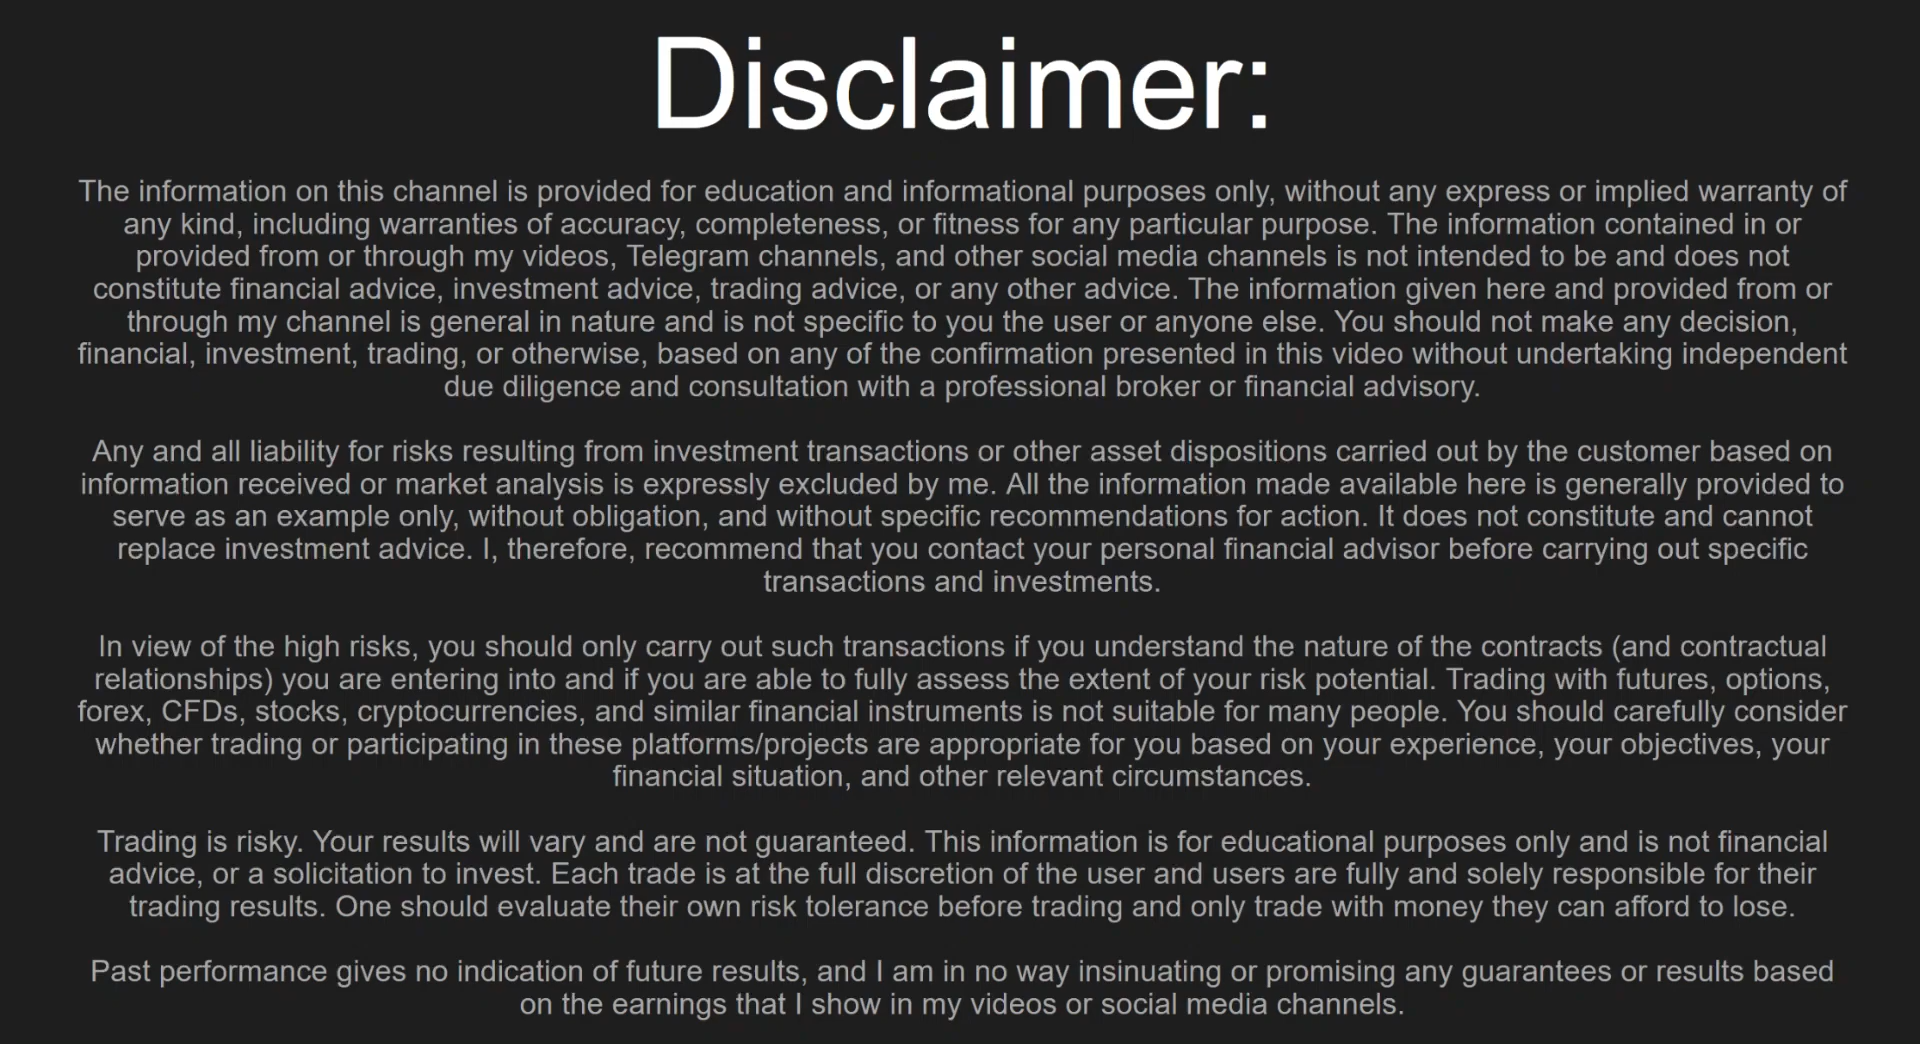 Disclaimer:
The information on this channel is provided for education and informational purposes only, without any express or implied warranty of
any kind, including warranties of accuracy, completeness, or fitness for any particular purpose. The information contained in or
provided from or through my videos, Telegram channels, and other social media channels is not intended to be and does not
constitute financial advice, investment advice, trading advice, or any other advice. The information given here and provided from or
through my channel is general in nature and is not specific to you the user or anyone else. You should not make any decision,
financial, investment, trading, or otherwise, based on any of the confirmation presented in this video without undertaking independent
due diligence and consultation with a professional broker or financial advisory.
Any and all liability for risks resulting from investment transactions or other asset dispositions carried out by the customer based on
information received or market analysis is expressly excluded by me. All the information made available here is generally provided to
serve as an example only, without obligation, and without specific recommendations for action. It does not constitute and cannot
replace investment advice. I, therefore, recommend that you contact your personal financial advisor before carrying out specific
transactions and investments.
In view of the high risks, you should only carry out such transactions if you understand the nature of the contracts (and contractual
relationships) you are entering into and if you are able to fully assess the extent of your risk potential. Trading with futures, options,
forex, CFDs, stocks, cryptocurrencies, and similar financial instruments is not suitable for many people. You should carefully consider
whether trading or participating in these platforms/projects are appropriate for you based on your experience, your objectives, your
financial situation, and other relevant circumstances.
Trading is risky. Your results will vary and are not guaranteed. This information is for educational purposes only and is not financial
advice, or a solicitation to invest. Each trade is at the full discretion of the user and users are fully and solely responsible for their
trading results. One should evaluate their own risk tolerance before trading and only trade with money they can afford to lose.
Past performance gives no indication of future results, and I am in no way insinuating or promising any guarantees or results based
on the earnings that I show in my videos or social media channels.